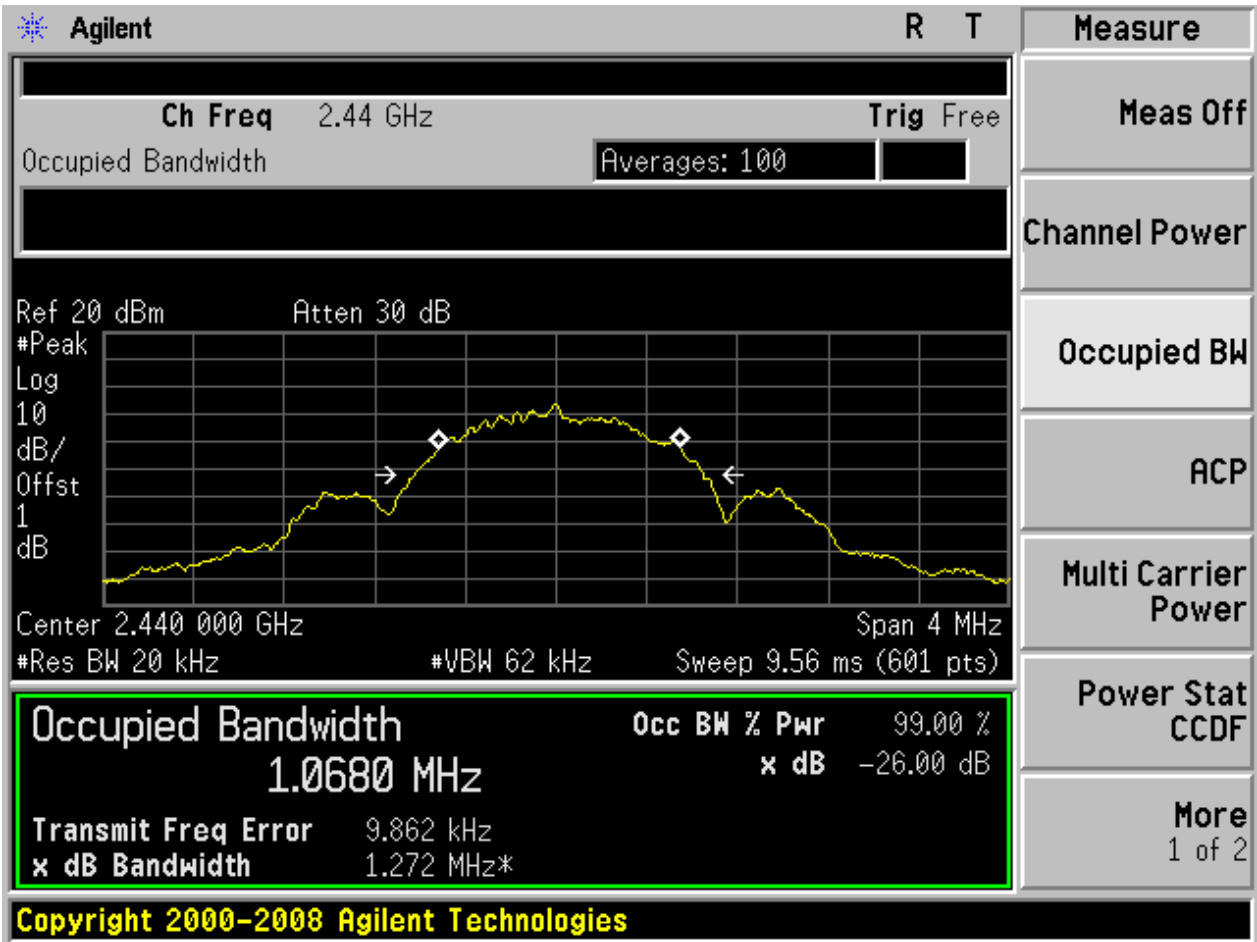 Agilent R T
Ch Freq 2.44 GHz Trig Free
Occupied Bandwidth Averages: 100
Ref 20 dBm Atten 30 dB
#Peak
Log
10
dB/
Offst
1
dB
Center 2.440 000 GHz Span 4 MHz
#Res BW 20 kHz #VBW 62 kHz Sweep 9.56 ms (601 pts)
Occupied Bandwidth
1.0680 MHz
Occ BW % Pwr 99.00 %
x dB -26.00 dB
Transmit Freq Error 9.862 kHz
x dB Bandwidth 1.272 MHz*
Copyright 2000-2008 Agilent Technologies
Measure
Meas Off
Channel Power
Occupied BW
ACP
Multi Carrier
Power
Power Stat
CCDF
More
1 of 2